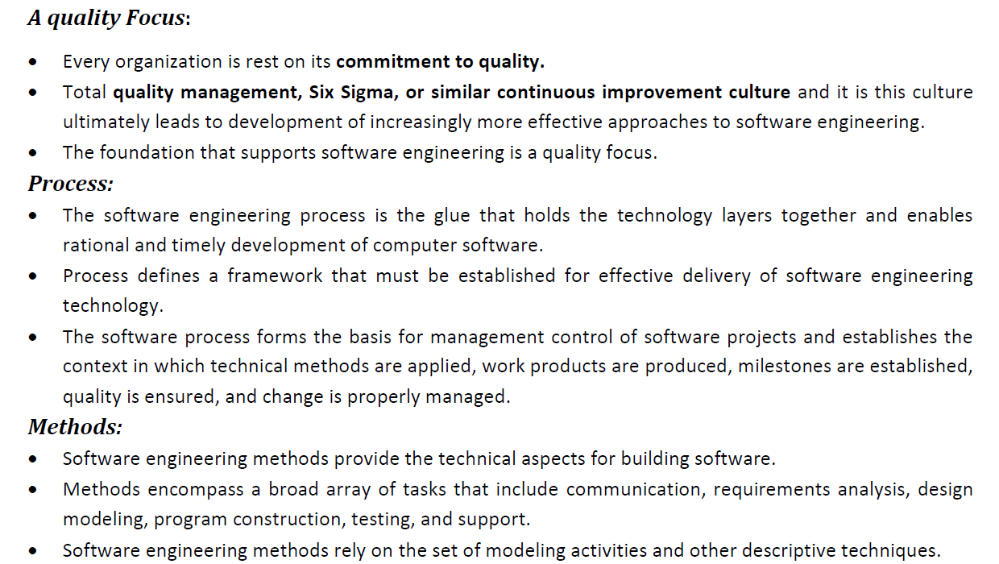 A quality Focus:
• Every organization is rest on its commitment to quality.
• Total quality management, Six Sigma, or similar continuous improvement culture and it is this culture
ultimately leads to development of increasingly more effective approaches to software engineering.
• The foundation that supports software engineering is a quality focus.
Process:
• The software engineering process is the glue that holds the technology layers together and enables
rational and timely development of computer software.
• Process defines a framework that must be established for effective delivery of software engineering
technology.
• The software process forms the basis for management control of software projects and establishes the
context in which technical methods are applied, work products are produced, milestones are established,
quality is ensured, and change is properly managed.
Methods:
• Software engineering methods provide the technical aspects for building software.
• Methods encompass a broad array of tasks that include communication, requirements analysis, design
modeling, program construction, testing, and support.
• Software engineering methods rely on the set of modeling activities and other descriptive techniques.